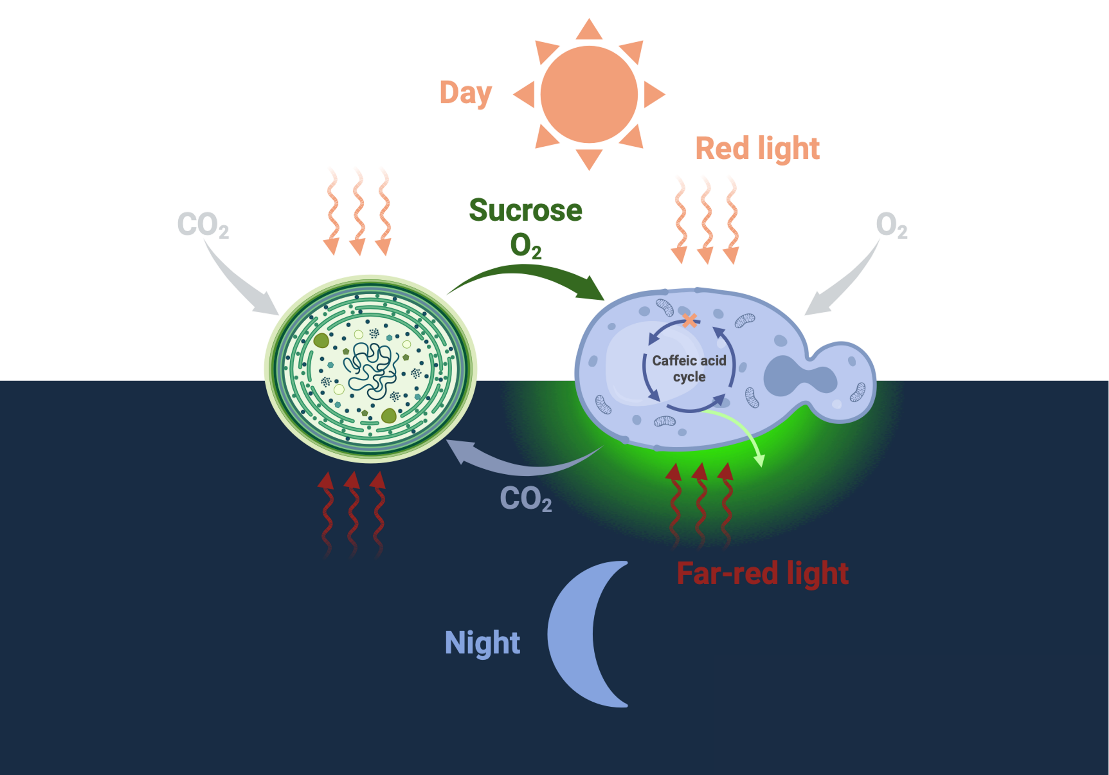 Day
Red light
Sucrose
O₂
CO₂
O₂
Caffeic acid
cycle
CO₂
Far-red light
Night